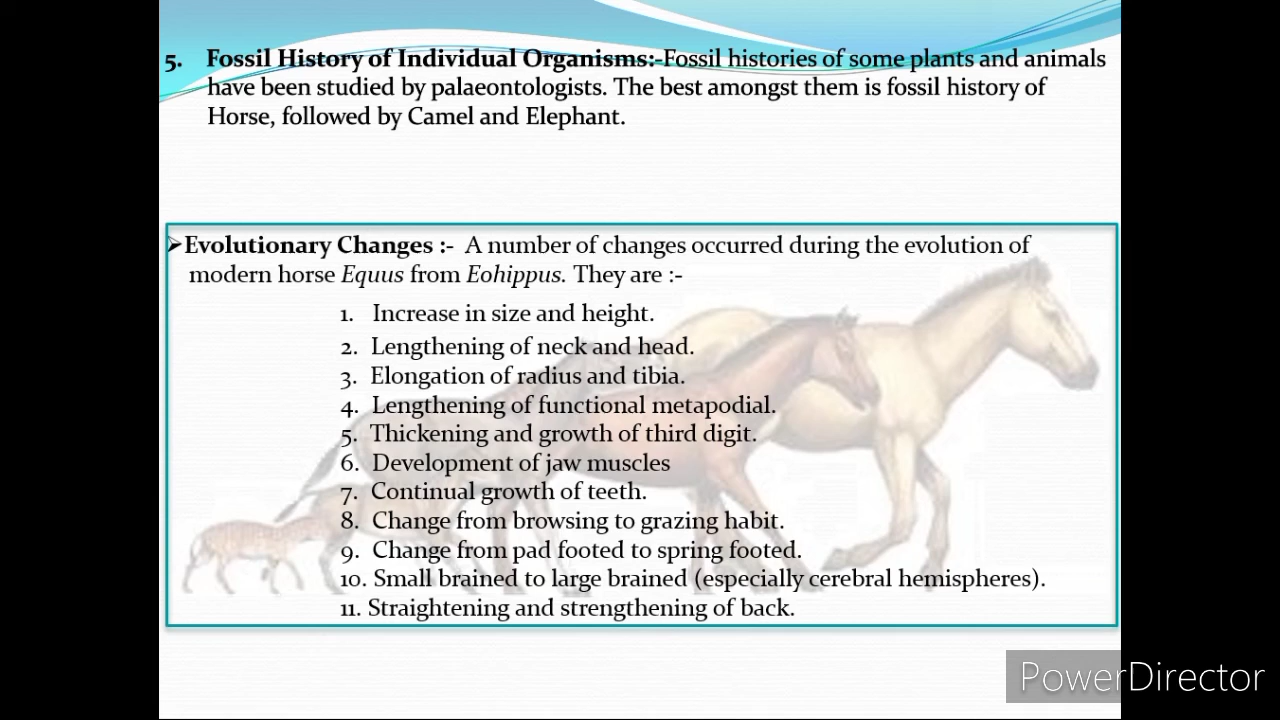 5. Fossil History of Individual Organisms:-Fossil histories of some plants and animals
have been studied by palaeontologists. The best amongst them is fossil history of
Horse, followed by Camel and Elephant.
➢Evolutionary Changes :- A number of changes occurred during the evolution of
modern horse Equus from Eohippus. They are :-
1. Increase in size and height.
2. Lengthening of neck and head.
3. Elongation of radius and tibia.
4. Lengthening of functional metapodial.
5. Thickening and growth of third digit.
6. Development of jaw muscles
7. Continual growth of teeth.
8. Change from browsing to grazing habit.
9. Change from pad footed to spring footed.
10. Small brained to large brained (especially cerebral hemispheres).
11. Straightening and strengthening of back.
PowerDirector